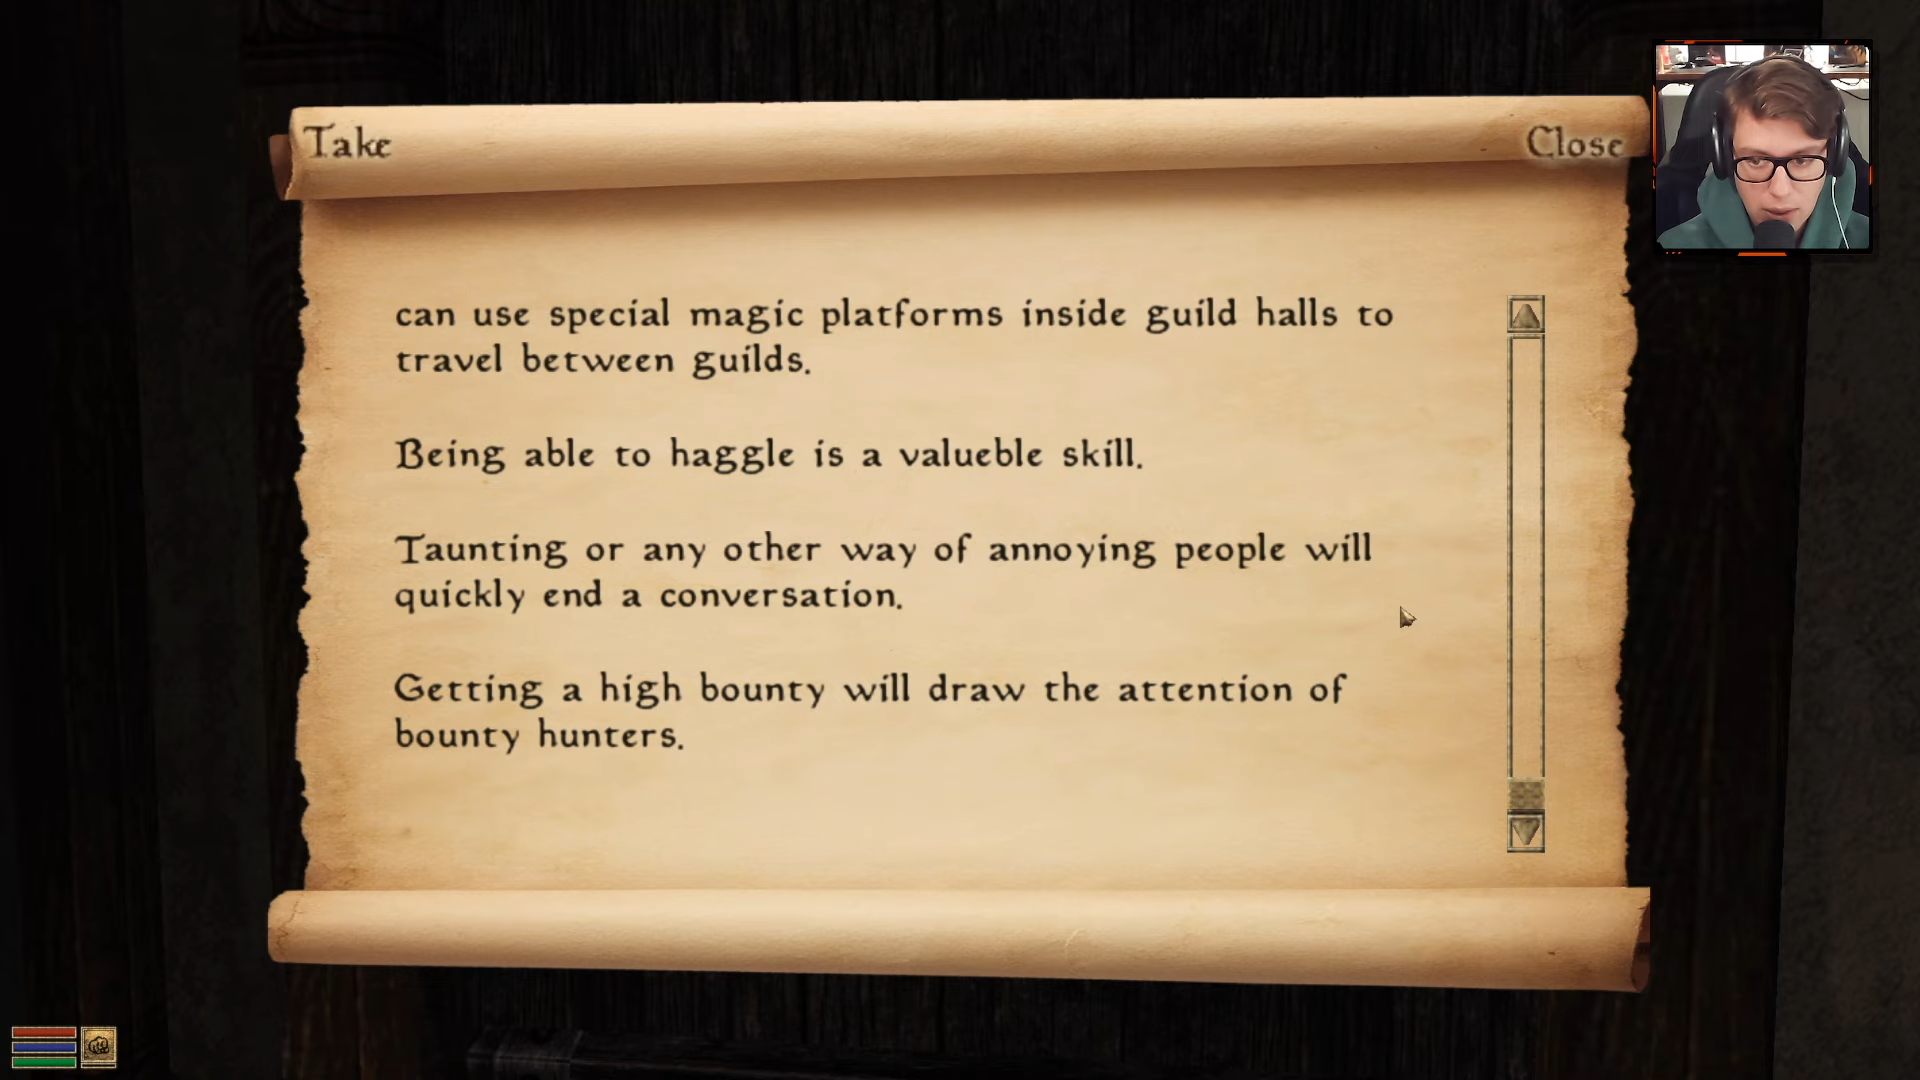 Take
Close
can use special magic platforms inside guild halls to
travel between guilds.
Being able to haggle is a valueble skill.
Taunting or any other way of annoying people will
quickly end a conversation.
Getting a high bounty will draw the attention of
bounty hunters.